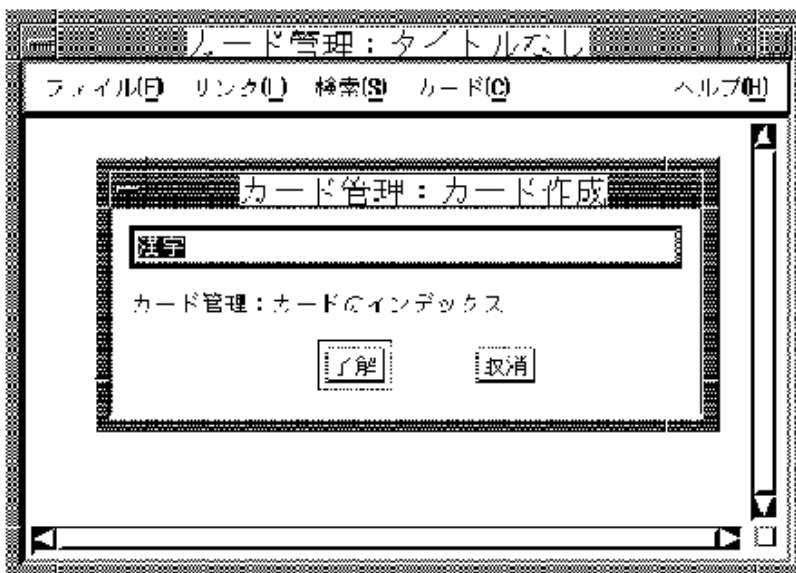 カード管理：タイトルなし
ファイル(F) リンク(L) 検索(S) カード(C) ヘルプ(H)
カード管理：カード作成
漢字
カード管理：カードのインデックス
了解 取消